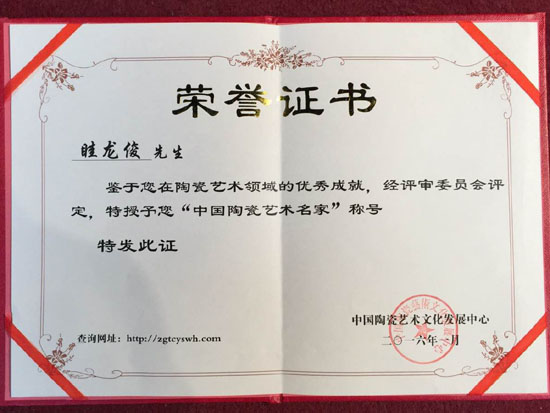 荣誉证书
眭龙俊 先生
鉴于您在陶瓷艺术领域的优秀成就，经评审委员会评
定，特授予您“中国陶瓷艺术名家”称号
特发此证
中国陶瓷艺术文化发展中心
查询网址：http://zgtcyswh.com
二〇一六年一月